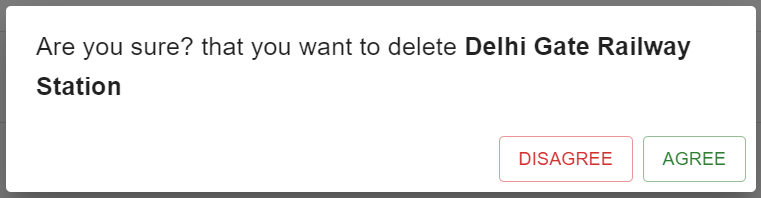 Are you sure? that you want to delete Delhi Gate Railway
Station
DISAGREE
AGREE